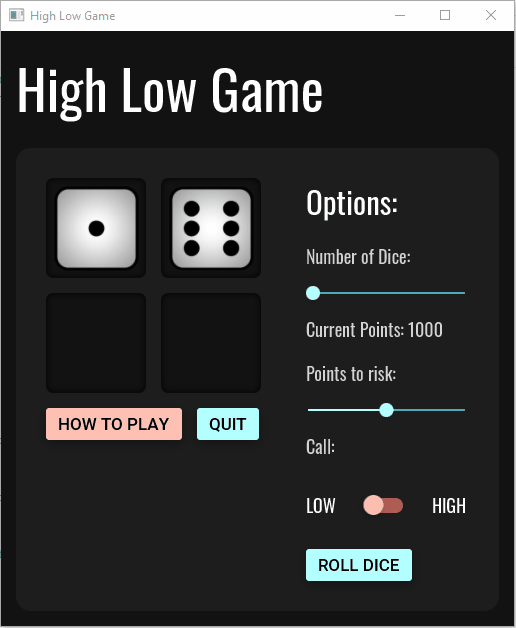 High Low Game
High Low Game
Options:
Number of Dice:
Current Points: 1000
Points to risk:
HOW TO PLAY
QUIT
Call:
LOW
HIGH
ROLL DICE